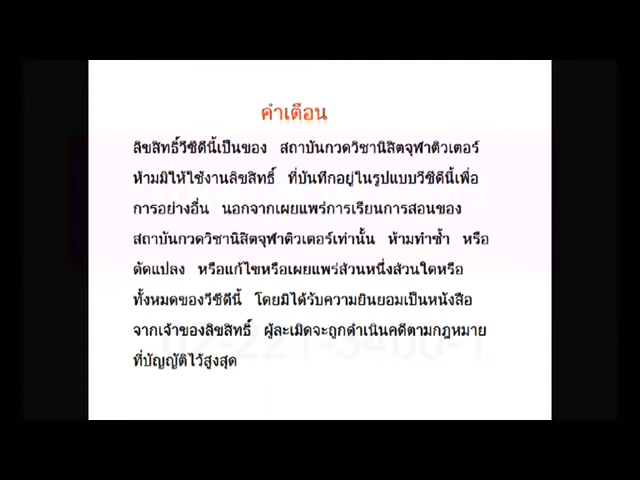 คำเตือน
ลิขสิทธิ์วีซีดีนี้เป็นของ สถาบันกวดวิชานิสิตจุฬาติวเตอร์
ห้ามมิให้ใช้งานลิขสิทธิ์ ที่บันทึกอยู่ในรูปแบบวีซีดีนี้เพื่อ
การอย่างอื่น นอกจากเผยแพร่การเรียนการสอนของ
สถาบันกวดวิชานิสิตจุฬาติวเตอร์เท่านั้น ห้ามทำซ้ำ หรือ
ดัดแปลง หรือแก้ไขหรือเผยแพร่ส่วนหนึ่งส่วนใดหรือ
ทั้งหมดของวีซีดีนี้ โดยมิได้รับความยินยอมเป็นหนังสือ
จากเจ้าของลิขสิทธิ์ ผู้ละเมิดจะถูกดำเนินคดีตามกฎหมาย
ที่บัญญัติไว้สูงสุด